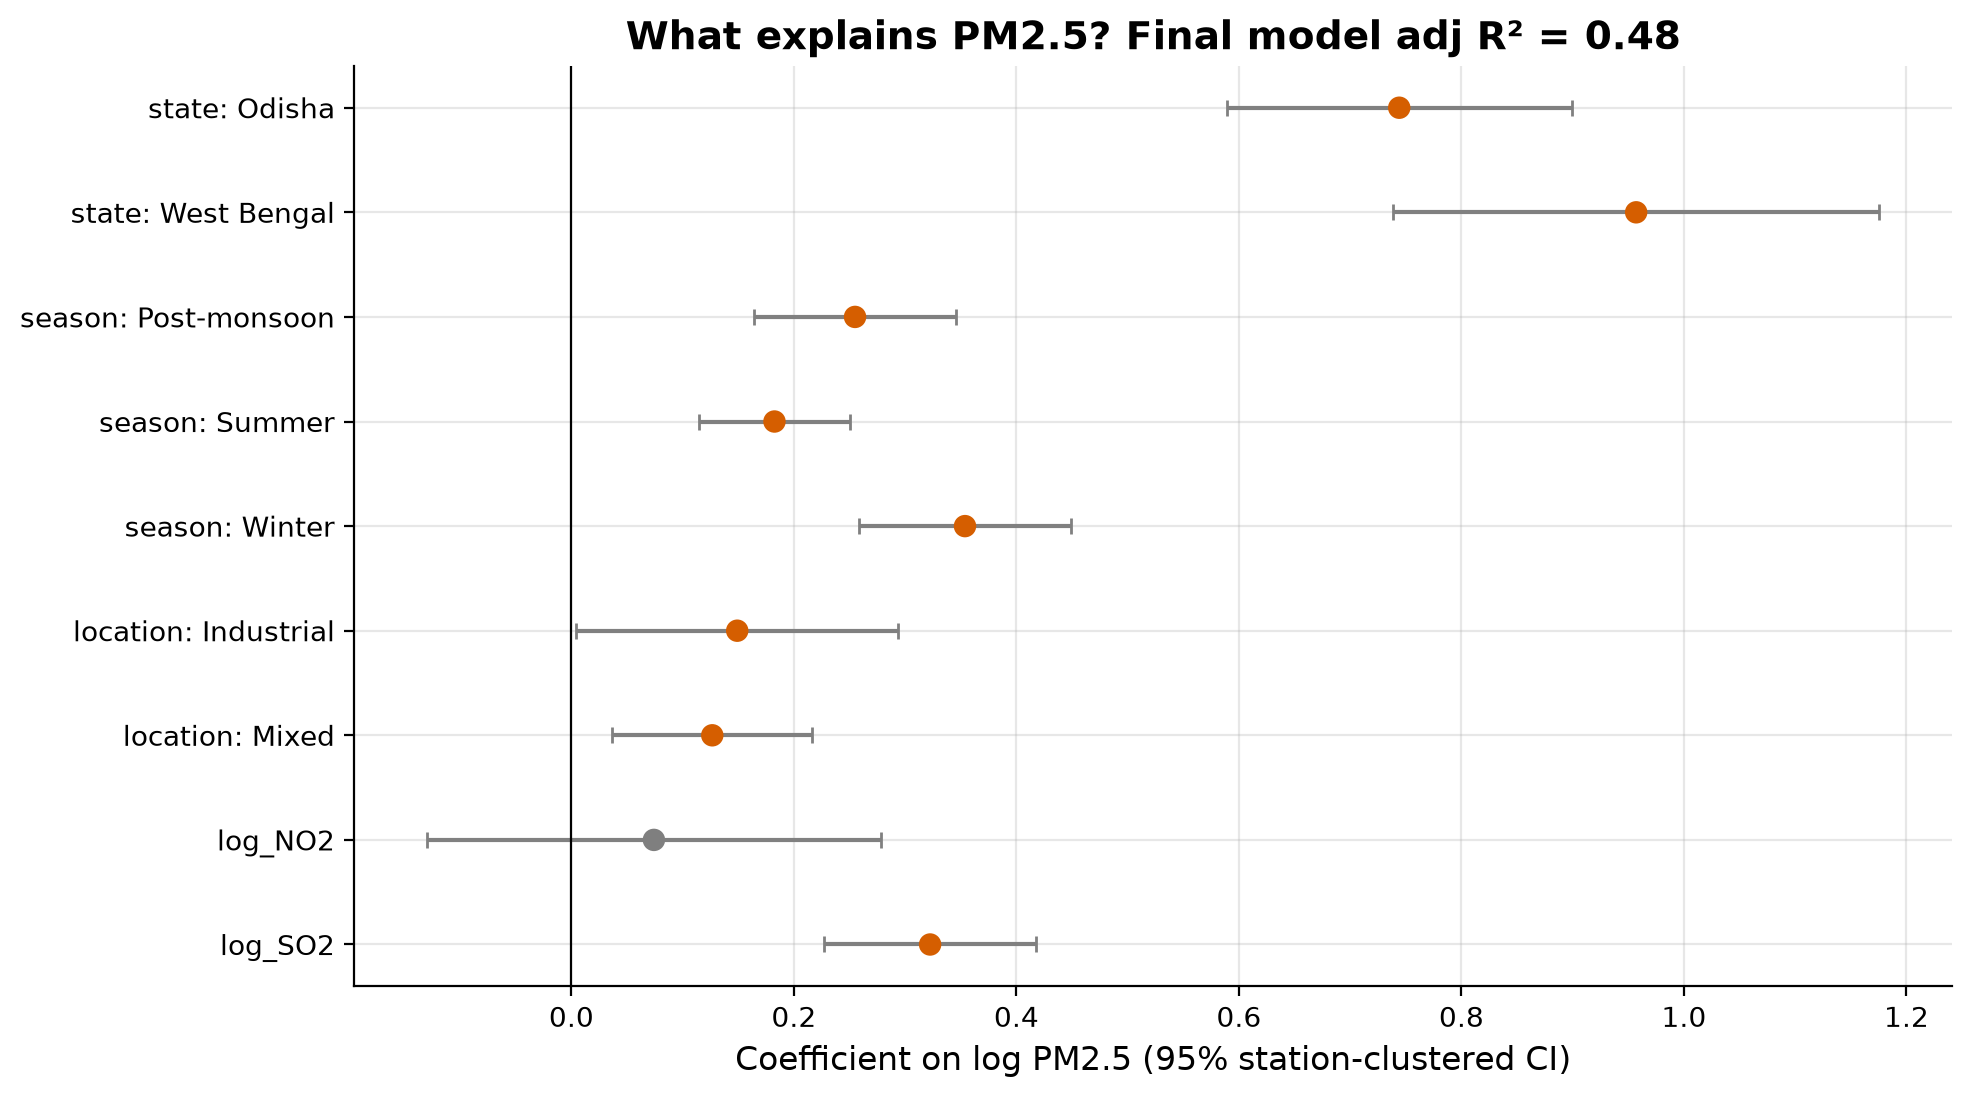 What explains PM2.5? Final model adj R² = 0.48
state: Odisha
state: West Bengal
season: Post-monsoon
season: Summer
season: Winter
location: Industrial
location: Mixed
log_NO2
log_SO2
0.0 0.2 0.4 0.6 0.8 1.0 1.2
Coefficient on log PM2.5 (95% station-clustered CI)